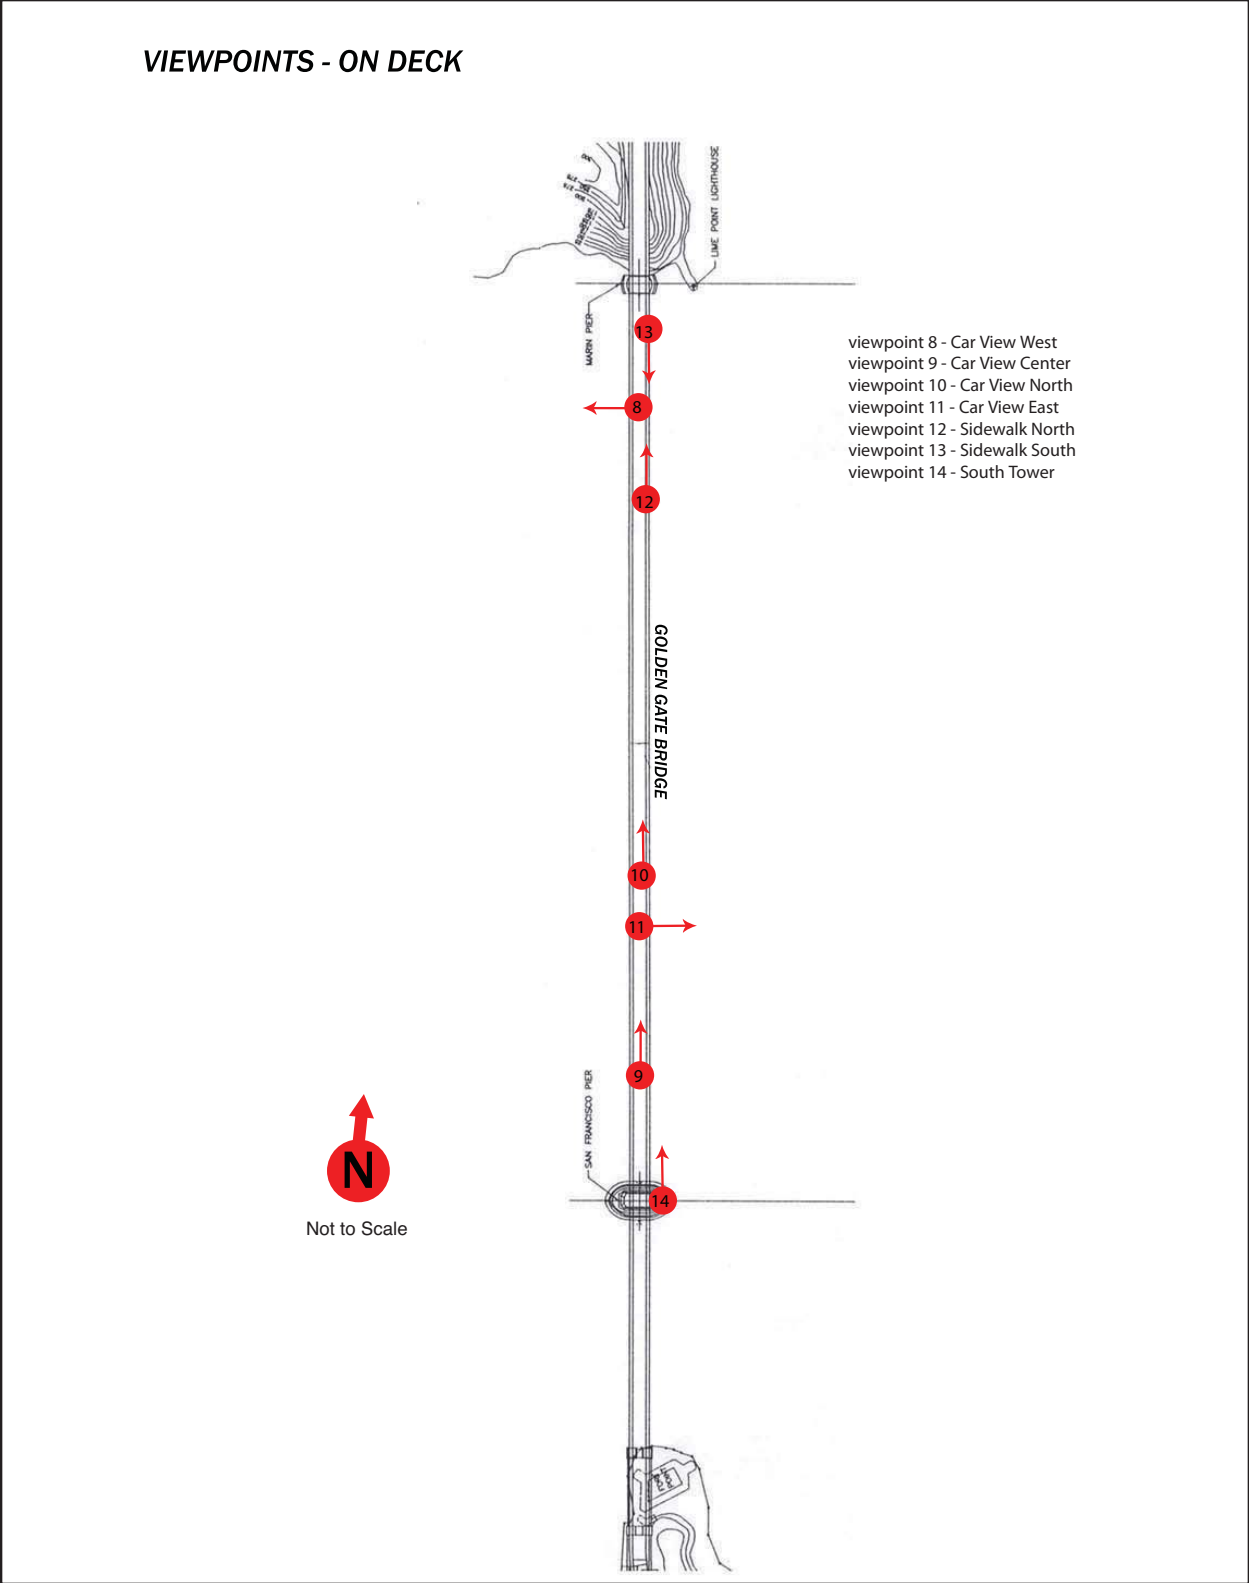 VIEWPOINTS - ON DECK
LIME POINT LIGHTHOUSE
MARIN PIER
13
8
12
viewpoint 8 - Car View West
viewpoint 9 - Car View Center
viewpoint 10 - Car View North
viewpoint 11 - Car View East
viewpoint 12 - Sidewalk North
viewpoint 13 - Sidewalk South
viewpoint 14 - South Tower
GOLDEN GATE BRIDGE
10
11
9
SAN FRANCISCO PIER
14
N
Not to Scale
FORT
POINT